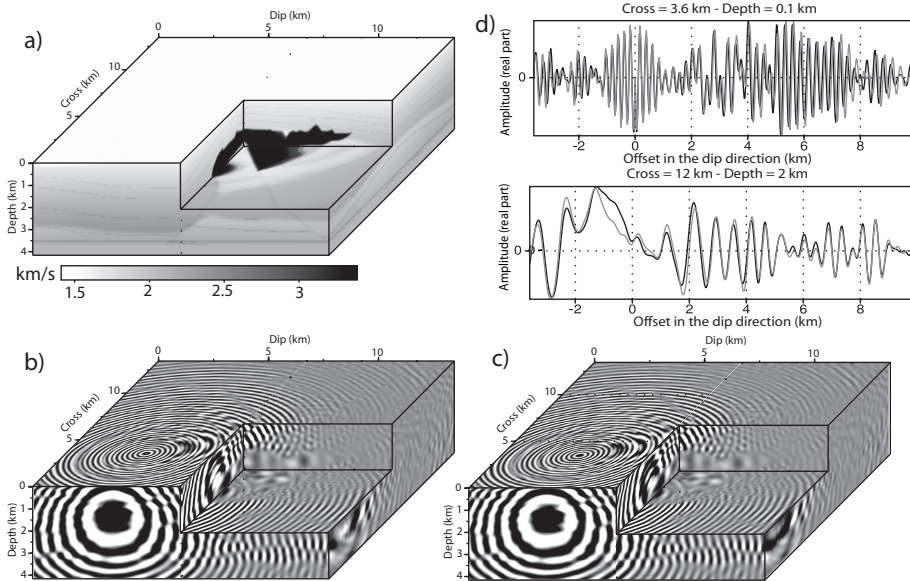 a)
Dip (km)
0 5 10
Cross (km)
10
5
0
Depth (km)
0
1
2
3
4
km/s
1.5 2 2.5 3
d)
Cross = 3.6 km - Depth = 0.1 km
Amplitude (real part)
0
-2 0 2 4 6 8
Offset in the dip direction (km)
Cross = 12 km - Depth = 2 km
Amplitude (real part)
0
-2 0 2 4 6 8
Offset in the dip direction (km)
b)
Dip (km)
0 5 10
Cross (km)
10
5
0
Depth (km)
0
1
2
3
4
c)
Dip (km)
0 5 10
Cross (km)
10
5
0
Depth (km)
0
1
2
3
4